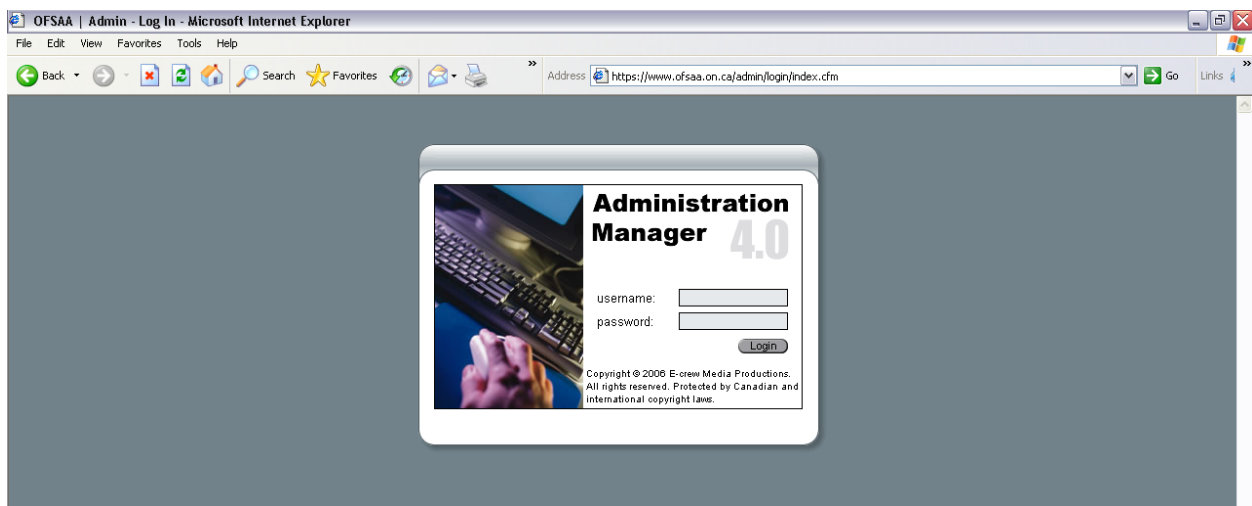 OFSAA | Admin - Log In - Microsoft Internet Explorer
File Edit View Favorites Tools Help
Back Search Favorites » Address https://www.ofsaa.on.ca/admin/login/index.cfm Go Links »
Administration
Manager 4.0
username:
password:
Login
Copyright © 2006 E-crew Media Productions.
All rights reserved. Protected by Canadian and
international copyright laws.